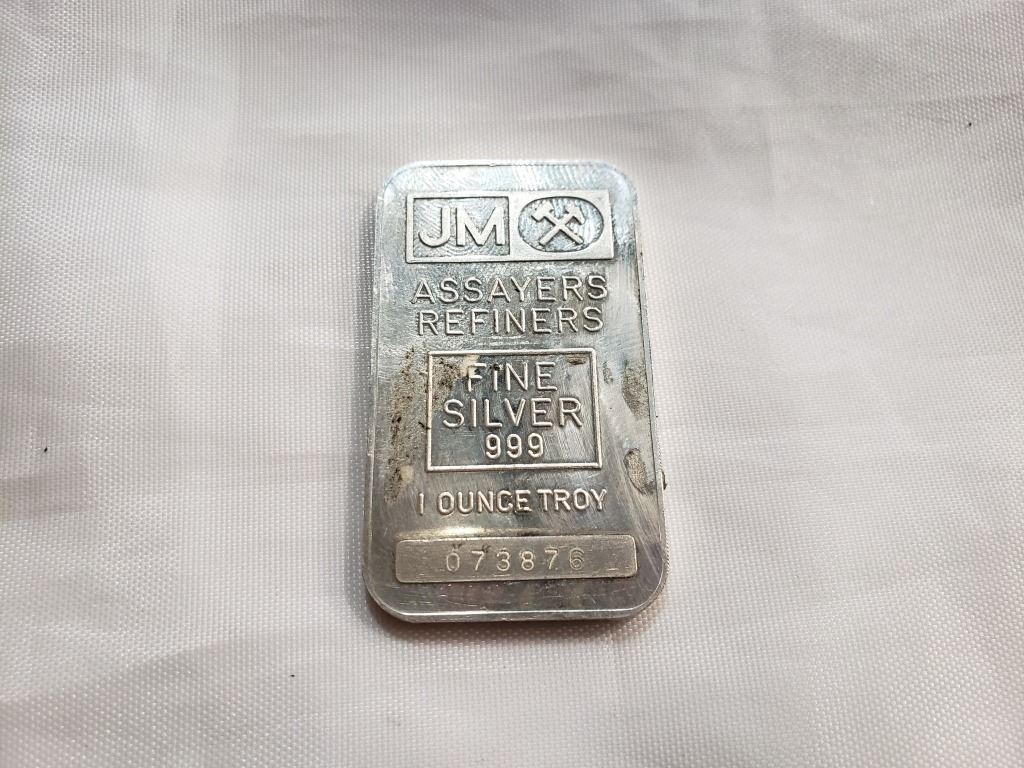 JM
ASSAYERS
REFINERS
FINE
SILVER
999
1 OUNCE TROY
073876